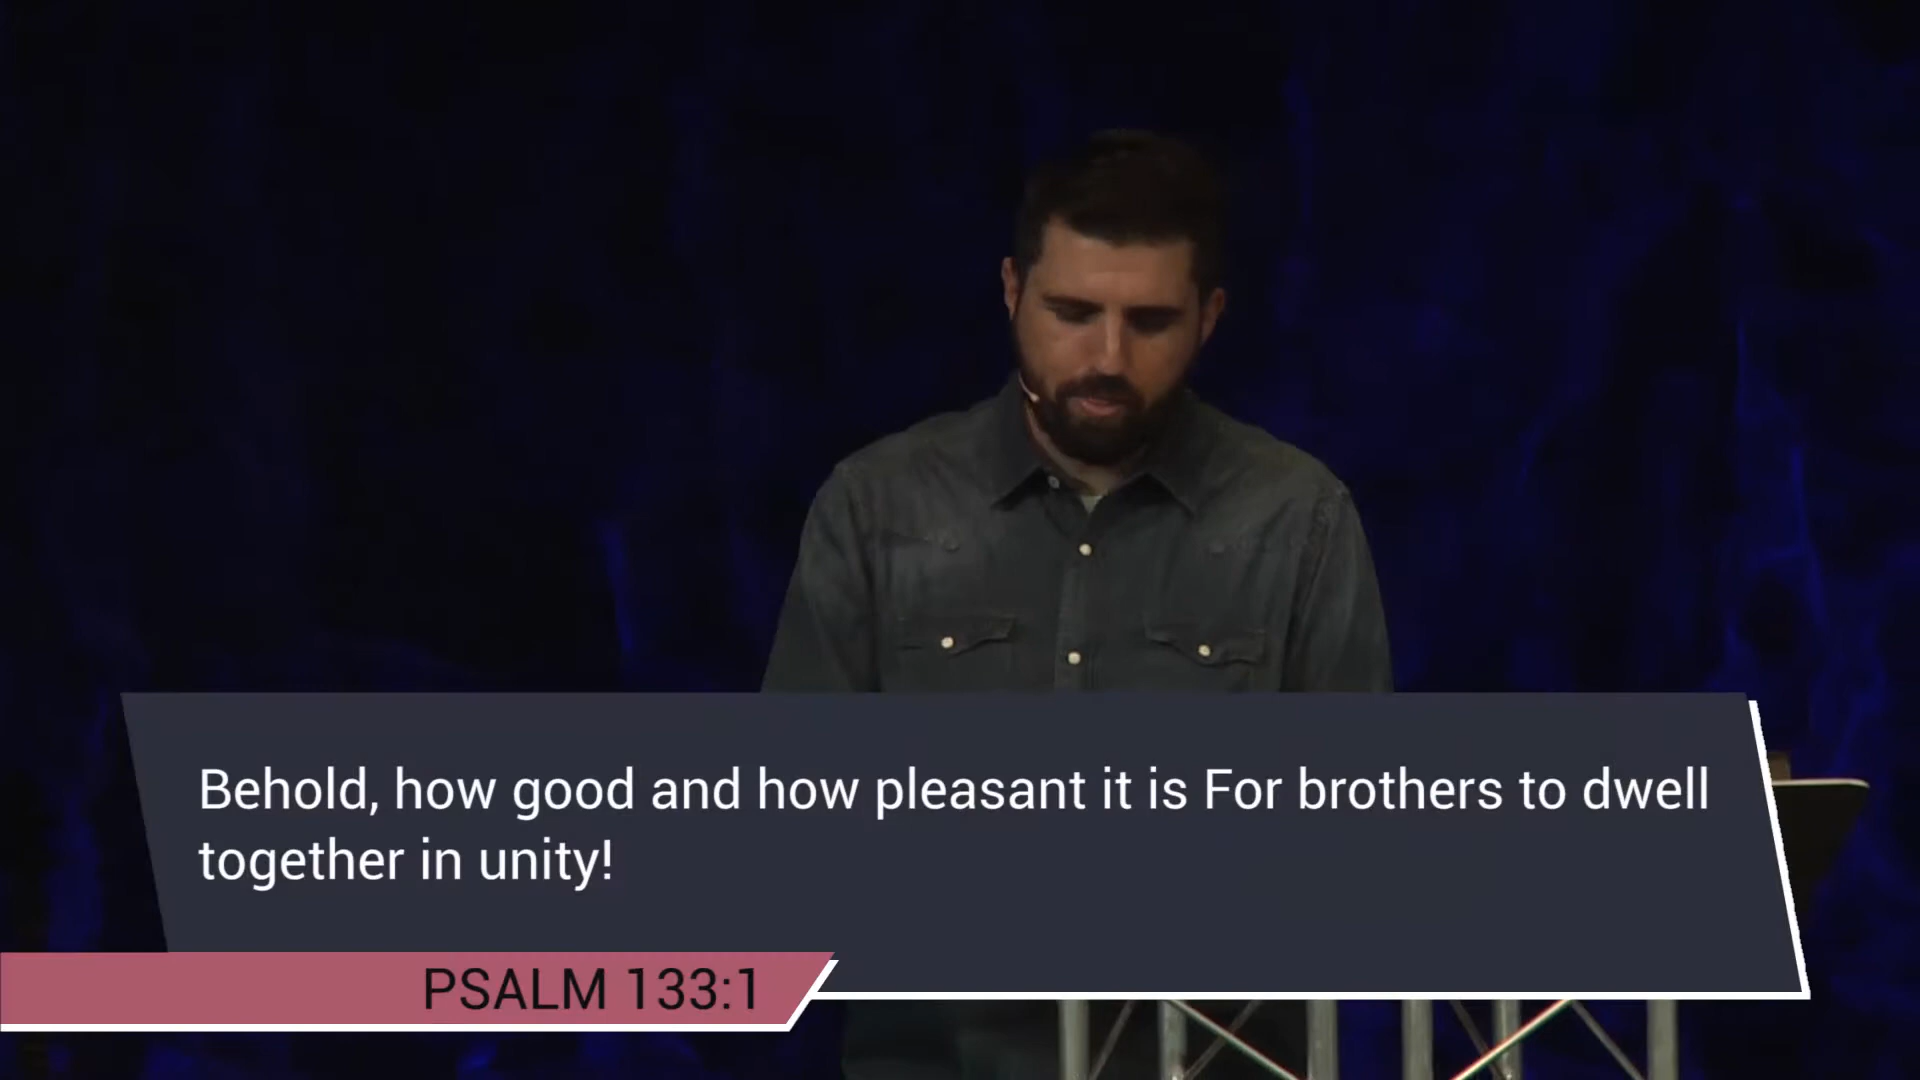 Behold, how good and how pleasant it is For brothers to dwell
together in unity!
PSALM 133:1